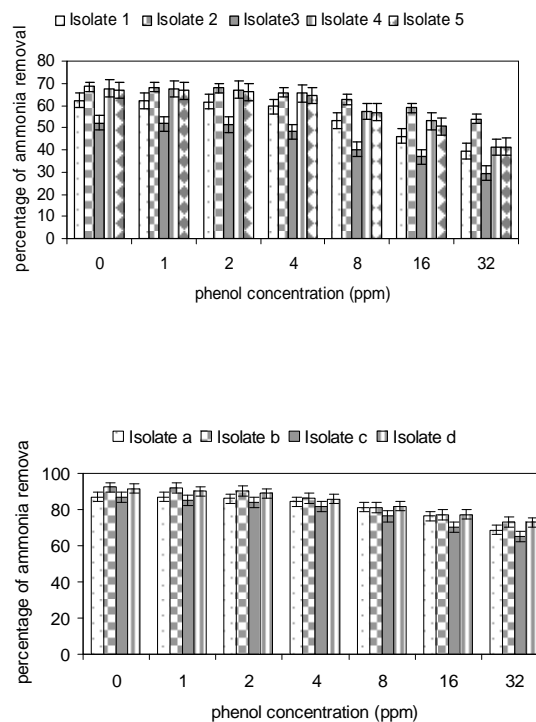 Isolate 1 Isolate 2 Isolate3 Isolate 4 Isolate 5
percentage of ammonia removal
80
70
60
50
40
30
20
10
0
0 1 2 4 8 16 32
phenol concentration (ppm)
Isolate a Isolate b Isolate c Isolate d
percentage of ammonia remova
100
80
60
40
20
0
0 1 2 4 8 16 32
phenol concentration (ppm)